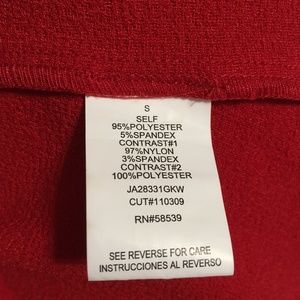 S
SELF
95%POLYESTER
5%SPANDEX
CONTRAST#1
97%NYLON
3%SPANDEX
CONTRAST#2
100%POLYESTER
JA28331GKW
CUT#110309
RN#58539
SEE REVERSE FOR CARE
INSTRUCCIONES AL REVERSO